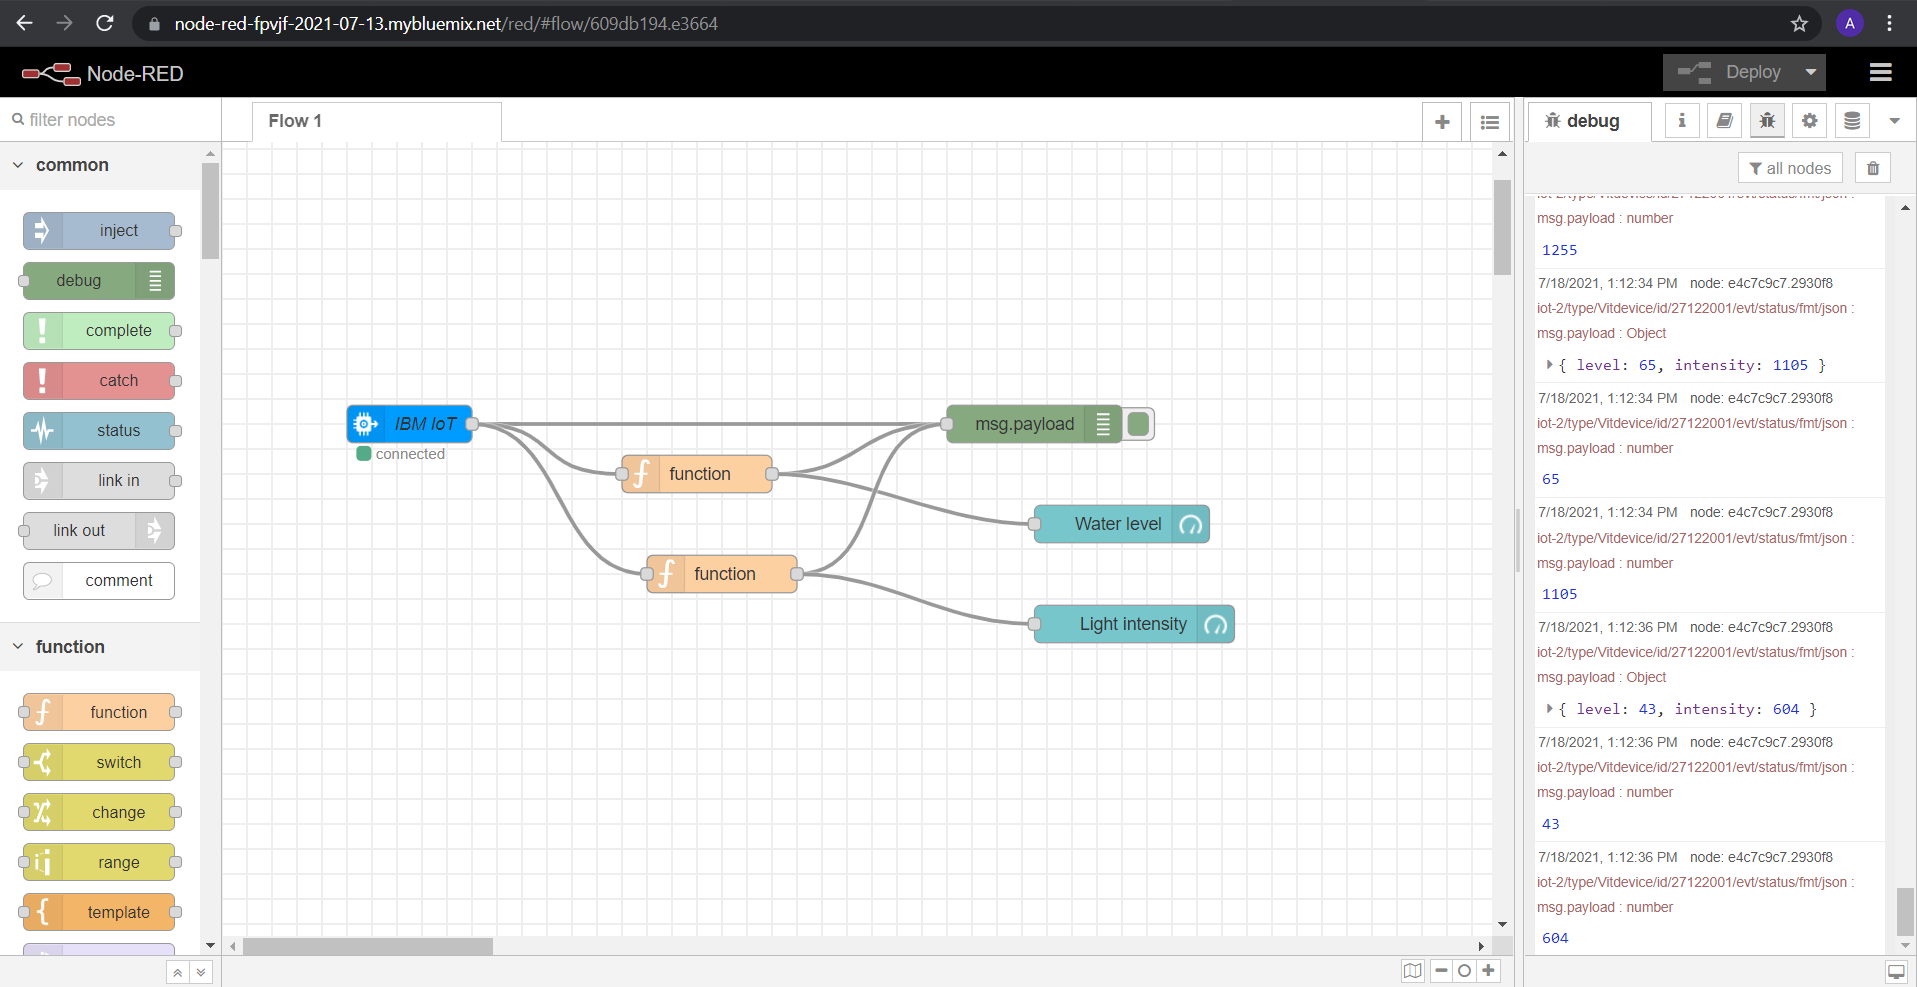 node-red-fpvjf-2021-07-13.mybluemix.net/red/#flow/609db194.e3664
A
Node-RED
Deploy
filter nodes
Flow 1
debug
all nodes
common
inject
debug
complete
catch
status
link in
link out
comment
function
function
switch
change
range
template
IBM IoT
connected
function
function
msg.payload
Water level
Light intensity
iot-2/type/Vitdevice/id/27122001/evt/status/fmt/json :
msg.payload : number
1255
7/18/2021, 1:12:34 PM node: e4c7c9c7.2930f8
iot-2/type/Vitdevice/id/27122001/evt/status/fmt/json :
msg.payload : Object
{ level: 65, intensity: 1105 }
7/18/2021, 1:12:34 PM node: e4c7c9c7.2930f8
iot-2/type/Vitdevice/id/27122001/evt/status/fmt/json :
msg.payload : number
65
7/18/2021, 1:12:34 PM node: e4c7c9c7.2930f8
iot-2/type/Vitdevice/id/27122001/evt/status/fmt/json :
msg.payload : number
1105
7/18/2021, 1:12:36 PM node: e4c7c9c7.2930f8
iot-2/type/Vitdevice/id/27122001/evt/status/fmt/json :
msg.payload : Object
{ level: 43, intensity: 604 }
7/18/2021, 1:12:36 PM node: e4c7c9c7.2930f8
iot-2/type/Vitdevice/id/27122001/evt/status/fmt/json :
msg.payload : number
43
7/18/2021, 1:12:36 PM node: e4c7c9c7.2930f8
iot-2/type/Vitdevice/id/27122001/evt/status/fmt/json :
msg.payload : number
604